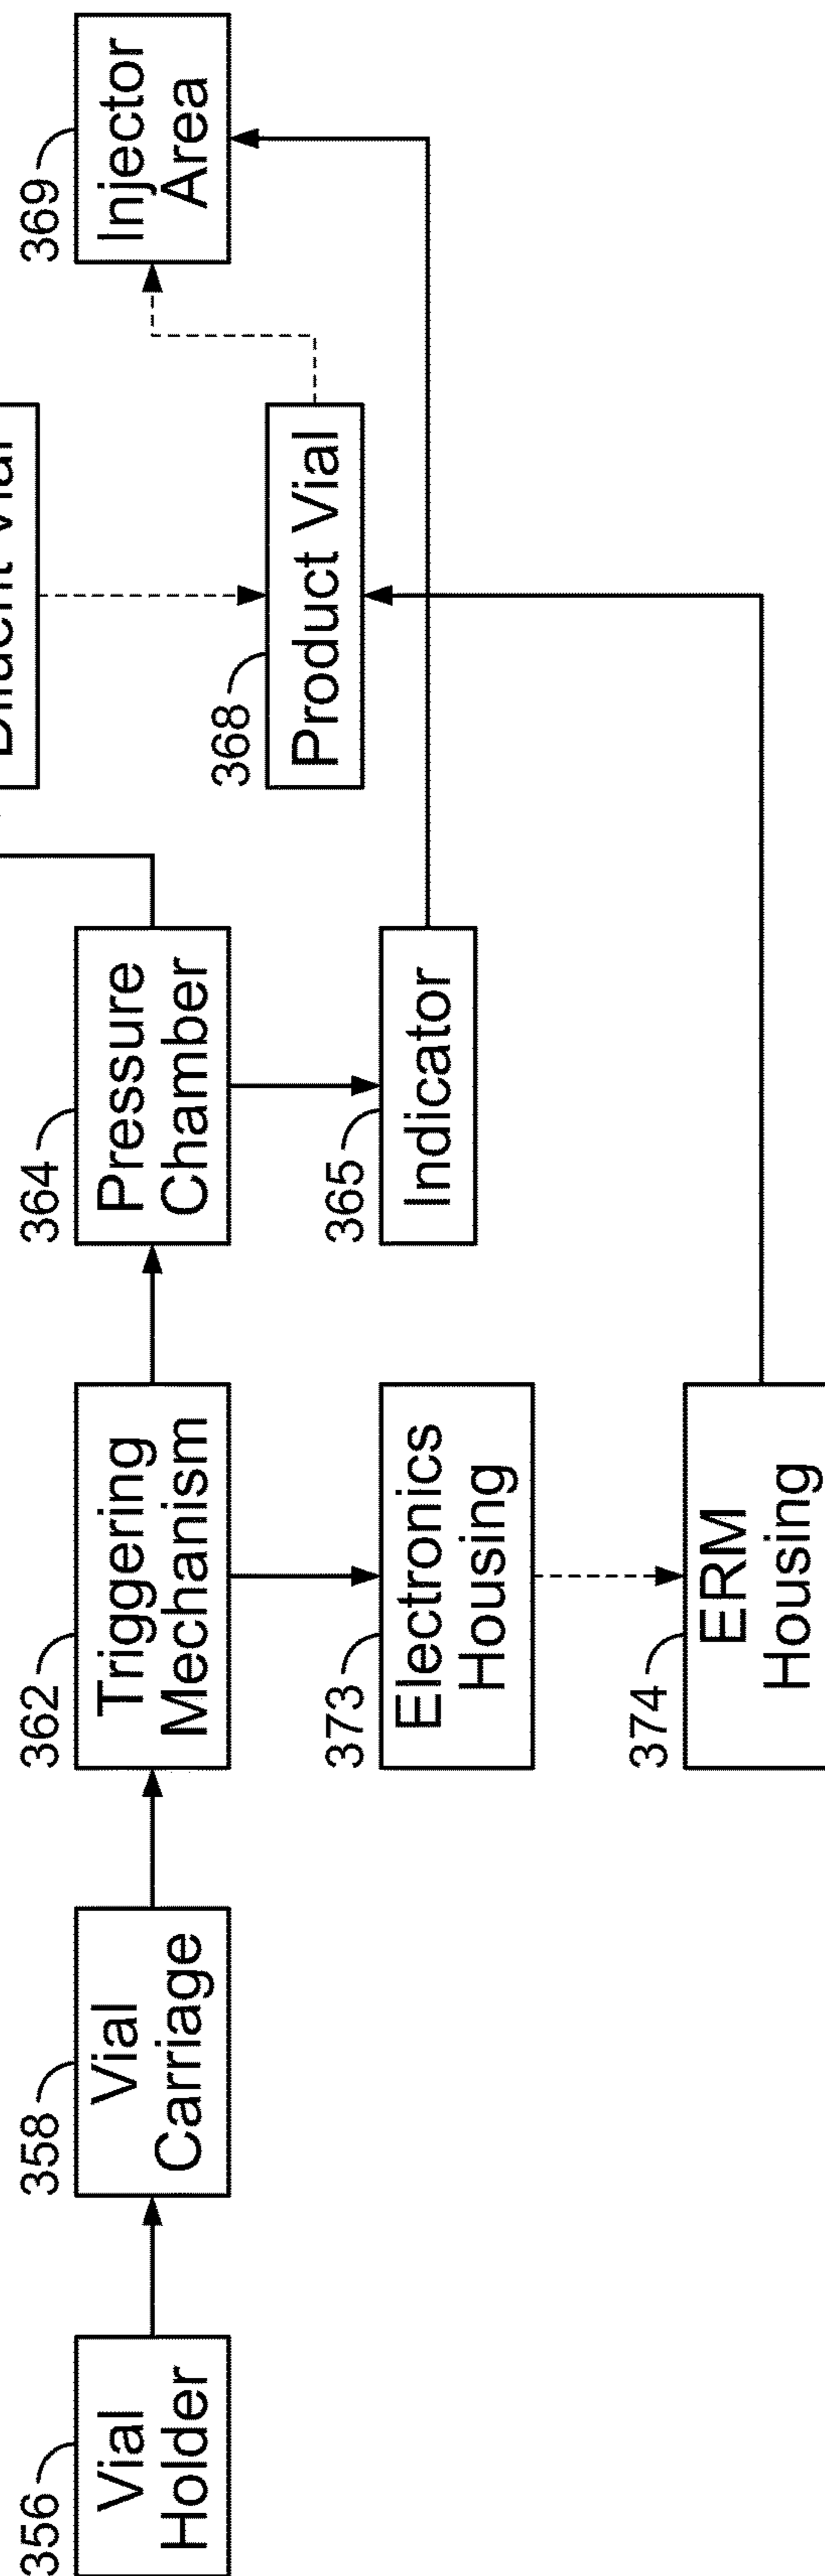 356
Vial
Holder
358
Vial
Carriage
362
Triggering
Mechanism
364
Pressure
Chamber
369
Injector
Area
373
Electronics
Housing
365
Indicator
368
Product Vial
374
ERM
Housing